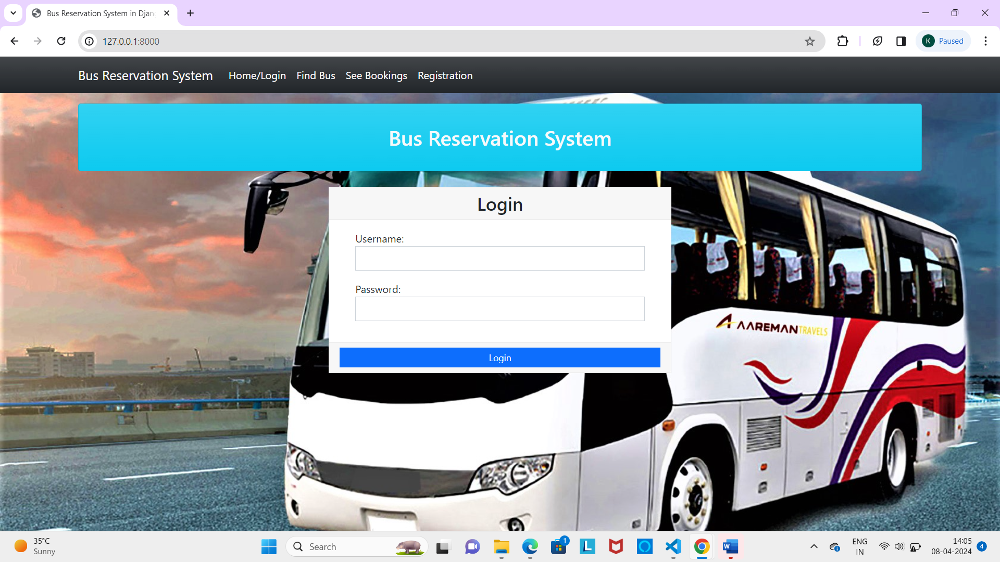 Bus Reservation System in Djan
127.0.0.1:8000
K Paused
Bus Reservation System Home/Login Find Bus See Bookings Registration
Bus Reservation System
Login
Username:
Password:
Login
AAREMAN TRAVELS
35°C
Sunny
Search
1
L
W
ENG
IN
14:05
08-04-2024
4